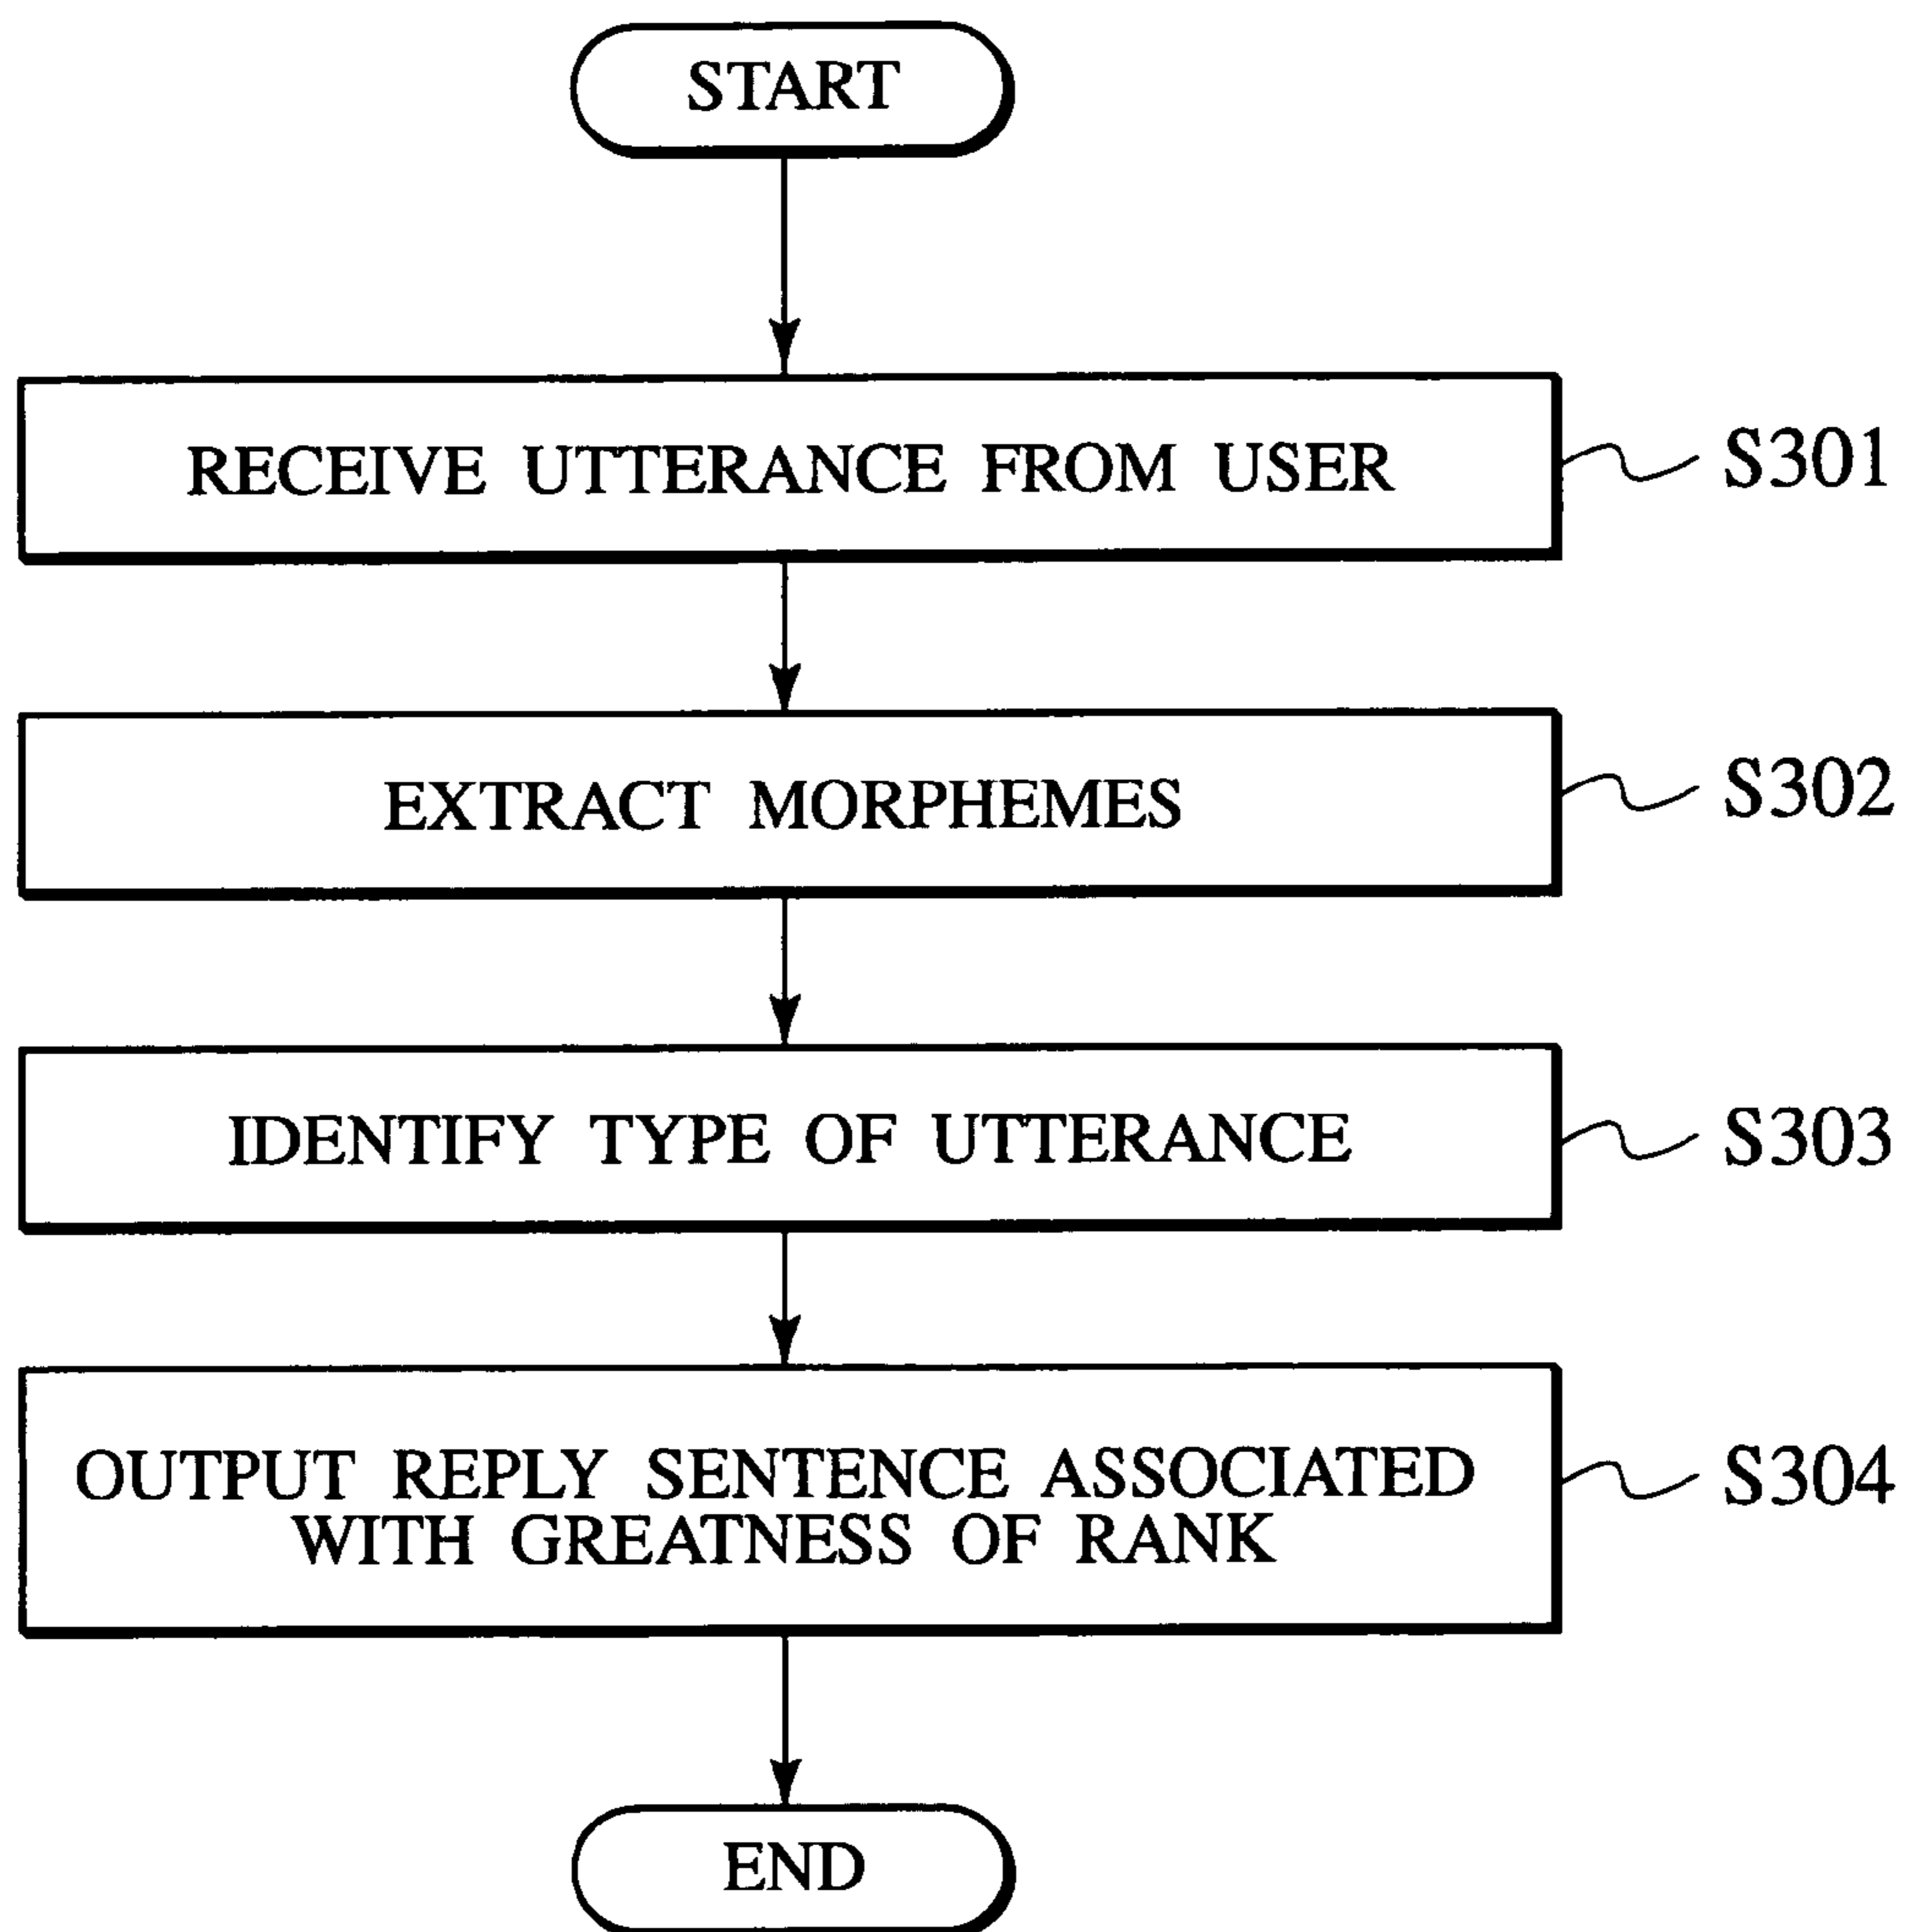 START
RECEIVE UTTERANCE FROM USER
S301
EXTRACT MORPHEMES
S302
IDENTIFY TYPE OF UTTERANCE
S303
OUTPUT REPLY SENTENCE ASSOCIATED
WITH GREATNESS OF RANK
S304
END